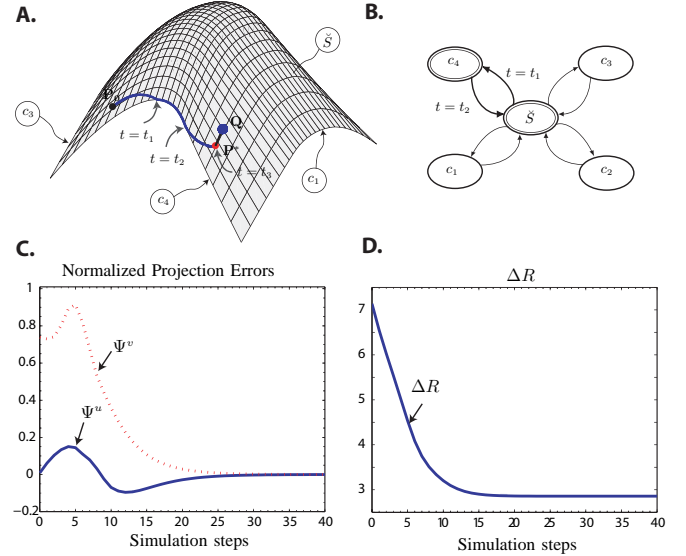 A.
B.
Š
c₄
c₃
t = t₁
P₀
t = t₂
Š
c₃
Q
t = t₁
P*
t = t₂
t = t₃
c₁
c₂
c₄
c₁
C.
D.
Normalized Projection Errors
ΔR
1
0.8
0.6
0.4
0.2
0
−0.2
Ψᵛ
Ψᵘ
0 5 10 15 20 25 30 35 40
Simulation steps
7
6
5
4
3
ΔR
0 5 10 15 20 25 30 35 40
Simulation steps